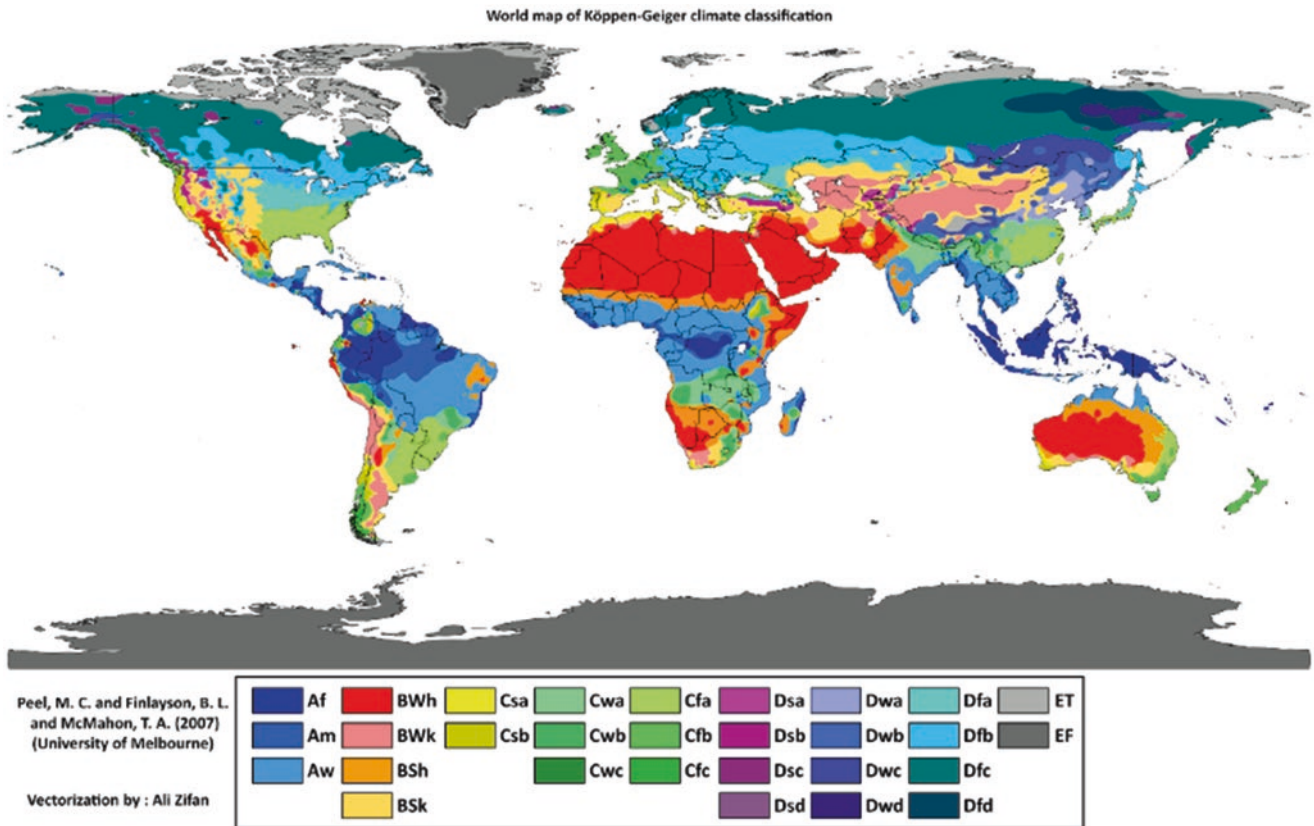 World map of Köppen-Geiger climate classification
Peel, M. C. and Finlayson, B. L.
and McMahon, T. A. (2007)
(University of Melbourne)
Vectorization by : Ali Zifan
Af BWh Csa Cwa Cfa Dsa Dwa Dfa ET
Am BWk Csb Cwb Cfb Dsb Dwb Dfb EF
Aw BSh Cwc Cfc Dsc Dwc Dfc
BSk Dsd Dwd Dfd